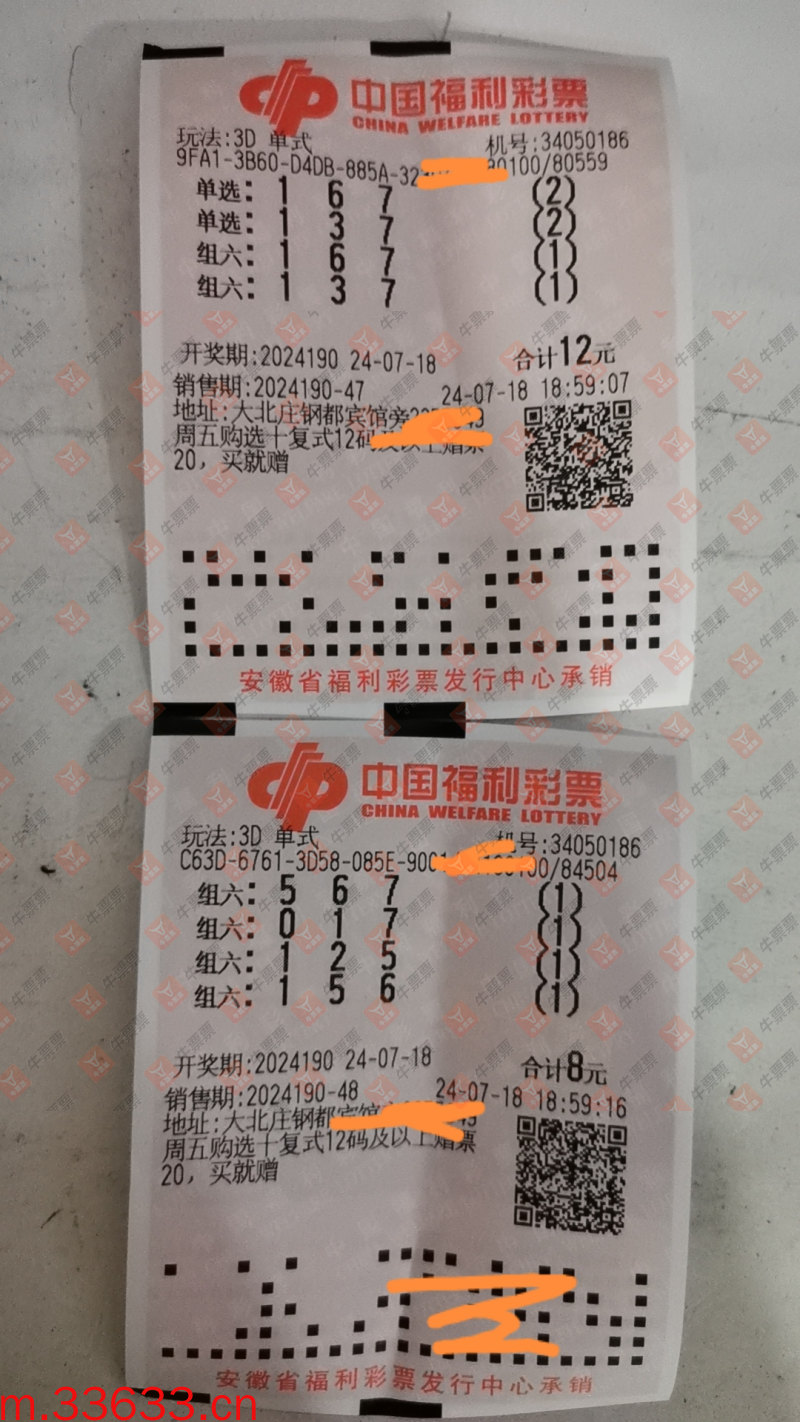 中国福利彩票
CHINA WELFARE LOTTERY
玩法:3D 单式 机号:34050186
9FA1-3B60-D4DB-885A-32 80100/80559
单选: 1 6 7 (2)
单选: 1 3 7 (2)
组六: 1 6 7 (1)
组六: 1 3 7 (1)
开奖期:2024190 24-07-18 合计12元
销售期:2024190-47 24-07-18 18:59:07
地址:大北庄钢都宾馆旁
周五购选十复式12码及以上赠票
20，买就赠
安徽省福利彩票发行中心承销
中国福利彩票
CHINA WELFARE LOTTERY
玩法:3D 单式 机号:34050186
C63D-6761-3D58-085E-90C1 100/84504
组六: 5 6 7 (1)
组六: 0 1 7 (1)
组六: 1 2 5 (1)
组六: 1 5 6 (1)
开奖期:2024190 24-07-18 合计8元
销售期:2024190-48 24-07-18 18:59:16
地址:大北庄钢都宾馆
周五购选十复式12码及以上赠票
20，买就赠
安徽省福利彩票发行中心承销
m.33633.cn
牛票票